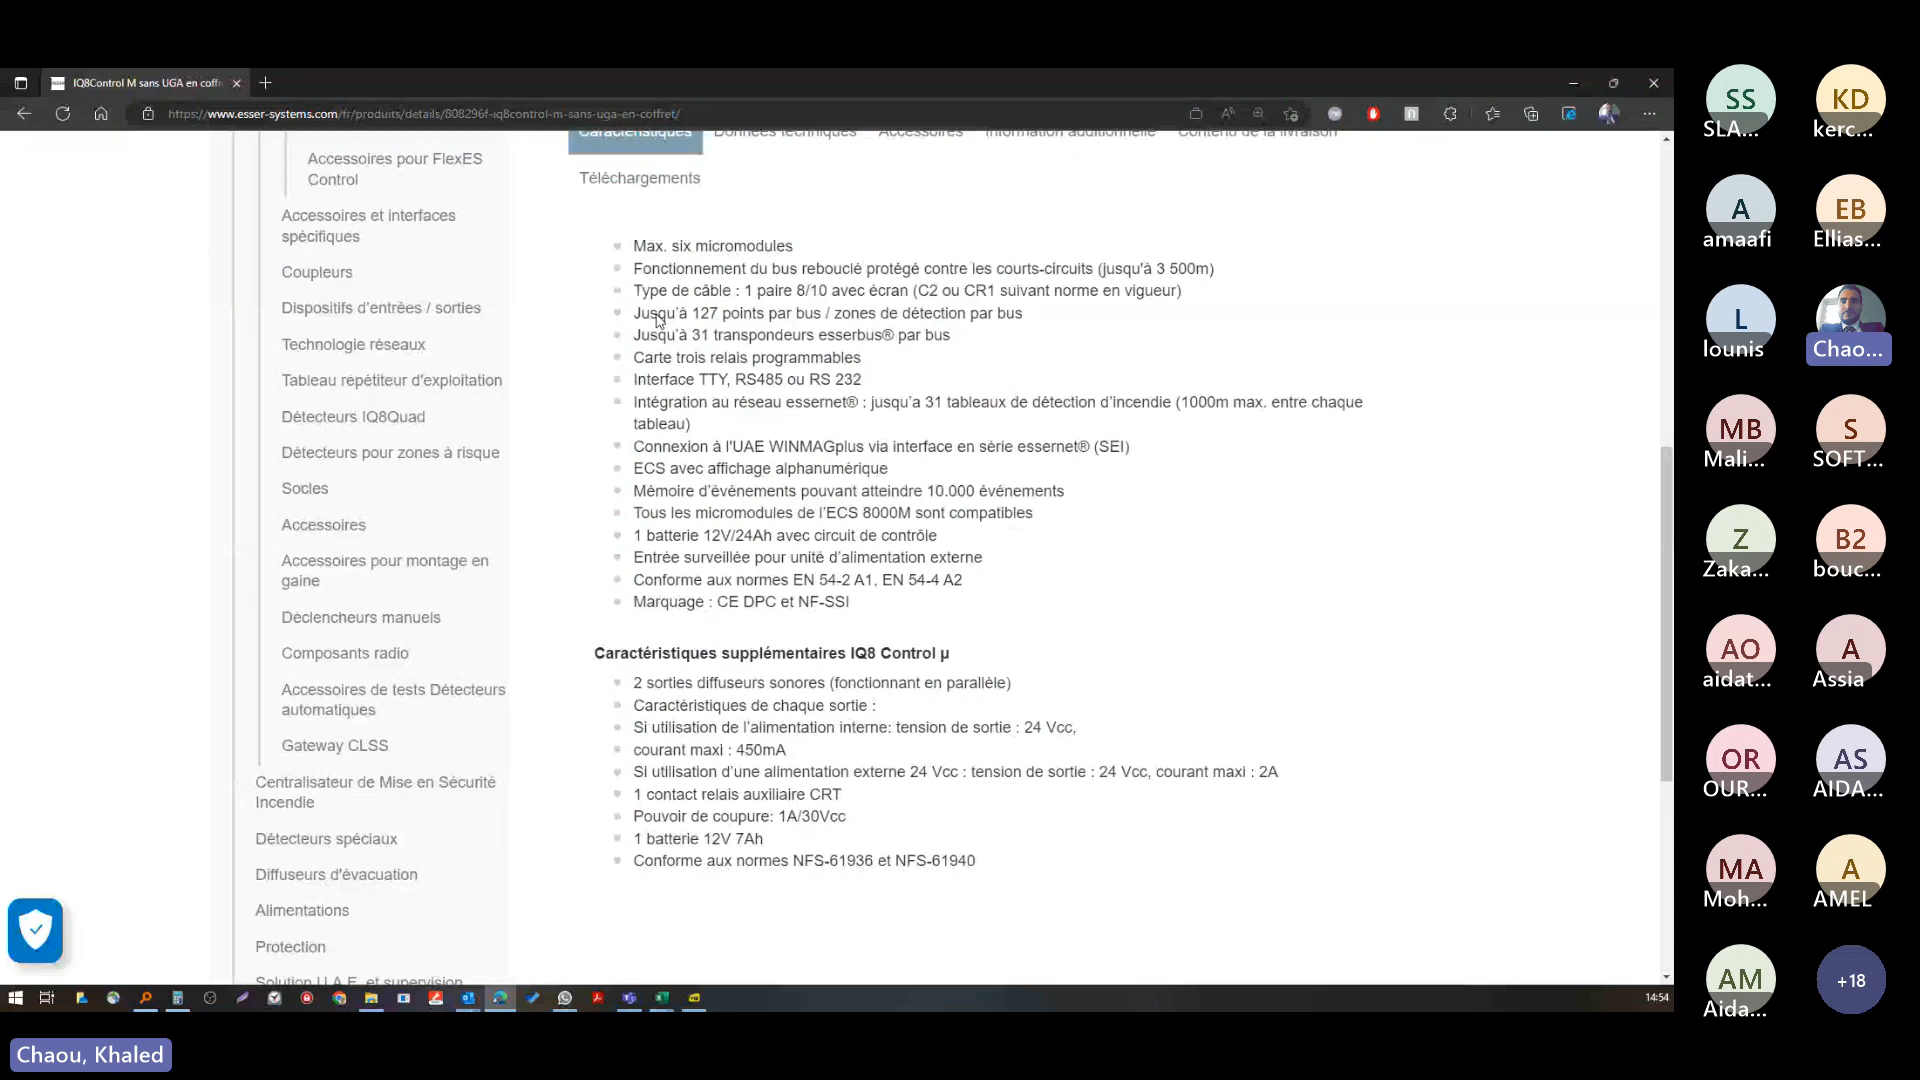 IQ8Control M sans UGA en coffr
https://www.esser-systems.com/fr/produits/details/808296f-iq8control-m-sans-uga-en-coffret/
Caractéristiques
Données techniques
Accessoires
Information additionnelle
Contenu de la livraison
Téléchargements
Accessoires pour FlexES
Control
Accessoires et interfaces
spécifiques
Coupleurs
Dispositifs d'entrées / sorties
Technologie réseaux
Tableau répétiteur d'exploitation
Détecteurs IQ8Quad
Détecteurs pour zones à risque
Socles
Accessoires
Accessoires pour montage en
gaine
Déclencheurs manuels
Composants radio
Accessoires de tests Détecteurs
automatiques
Gateway CLSS
Centralisateur de Mise en Sécurité
Incendie
Détecteurs spéciaux
Diffuseurs d'évacuation
Alimentations
Protection
Solution U.A.E. et supervision
Max. six micromodules
Fonctionnement du bus rebouclé protégé contre les courts-circuits (jusqu'à 3 500m)
Type de câble : 1 paire 8/10 avec écran (C2 ou CR1 suivant norme en vigueur)
Jusqu'à 127 points par bus / zones de détection par bus
Jusqu'à 31 transpondeurs esserbus® par bus
Carte trois relais programmables
Interface TTY, RS485 ou RS 232
Intégration au réseau essernet® : jusqu'a 31 tableaux de détection d'incendie (1000m max. entre chaque
tableau)
Connexion à l'UAE WINMAGplus via interface en série essernet® (SEI)
ECS avec affichage alphanumérique
Mémoire d'événements pouvant atteindre 10.000 événements
Tous les micromodules de l'ECS 8000M sont compatibles
1 batterie 12V/24Ah avec circuit de contrôle
Entrée surveillée pour unité d'alimentation externe
Conforme aux normes EN 54-2 A1, EN 54-4 A2
Marquage : CE DPC et NF-SSI
Caractéristiques supplémentaires IQ8 Control µ
2 sorties diffuseurs sonores (fonctionnant en parallèle)
Caractéristiques de chaque sortie :
Si utilisation de l'alimentation interne: tension de sortie : 24 Vcc,
courant maxi : 450mA
Si utilisation d'une alimentation externe 24 Vcc : tension de sortie : 24 Vcc, courant maxi : 2A
1 contact relais auxiliaire CRT
Pouvoir de coupure: 1A/30Vcc
1 batterie 12V 7Ah
Conforme aux normes NFS-61936 et NFS-61940
14:54
Chaou, Khaled
SS
SLA...
KD
kerc...
A
amaafi
EB
Ellias...
L
lounis
Chao...
MB
Mali...
S
SOFT...
Z
Zaka...
B2
bouc...
AO
aidat...
A
Assia
OR
OUR...
AS
AIDA...
MA
Moh...
A
AMEL
AM
Aida...
+18